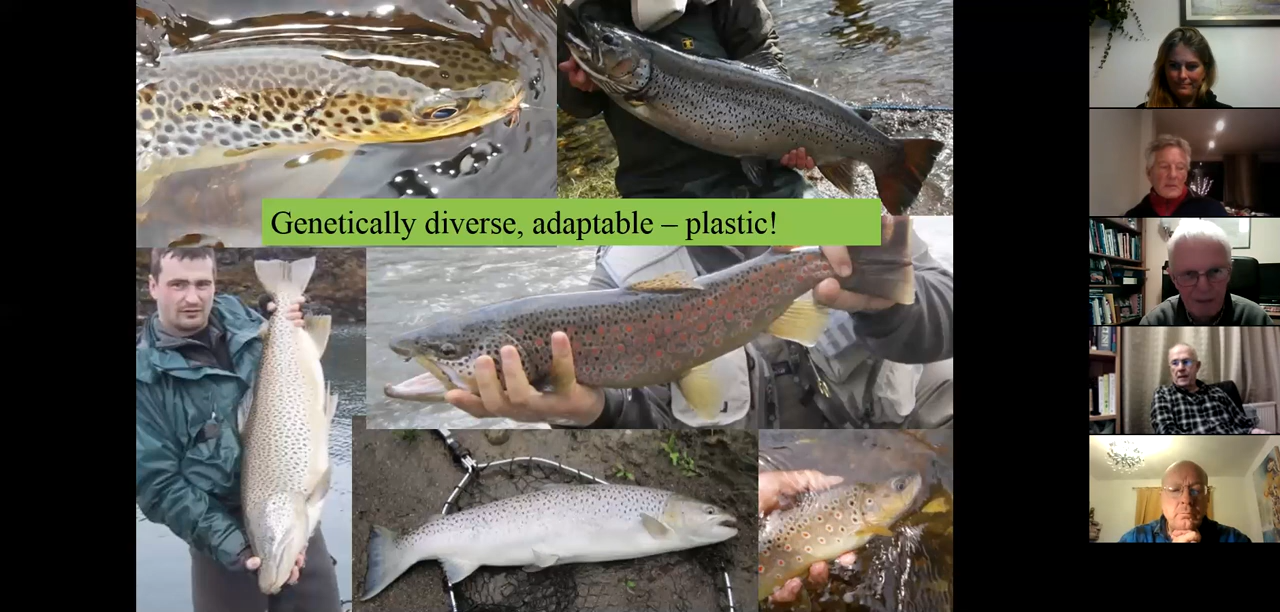 Genetically diverse, adaptable – plastic!